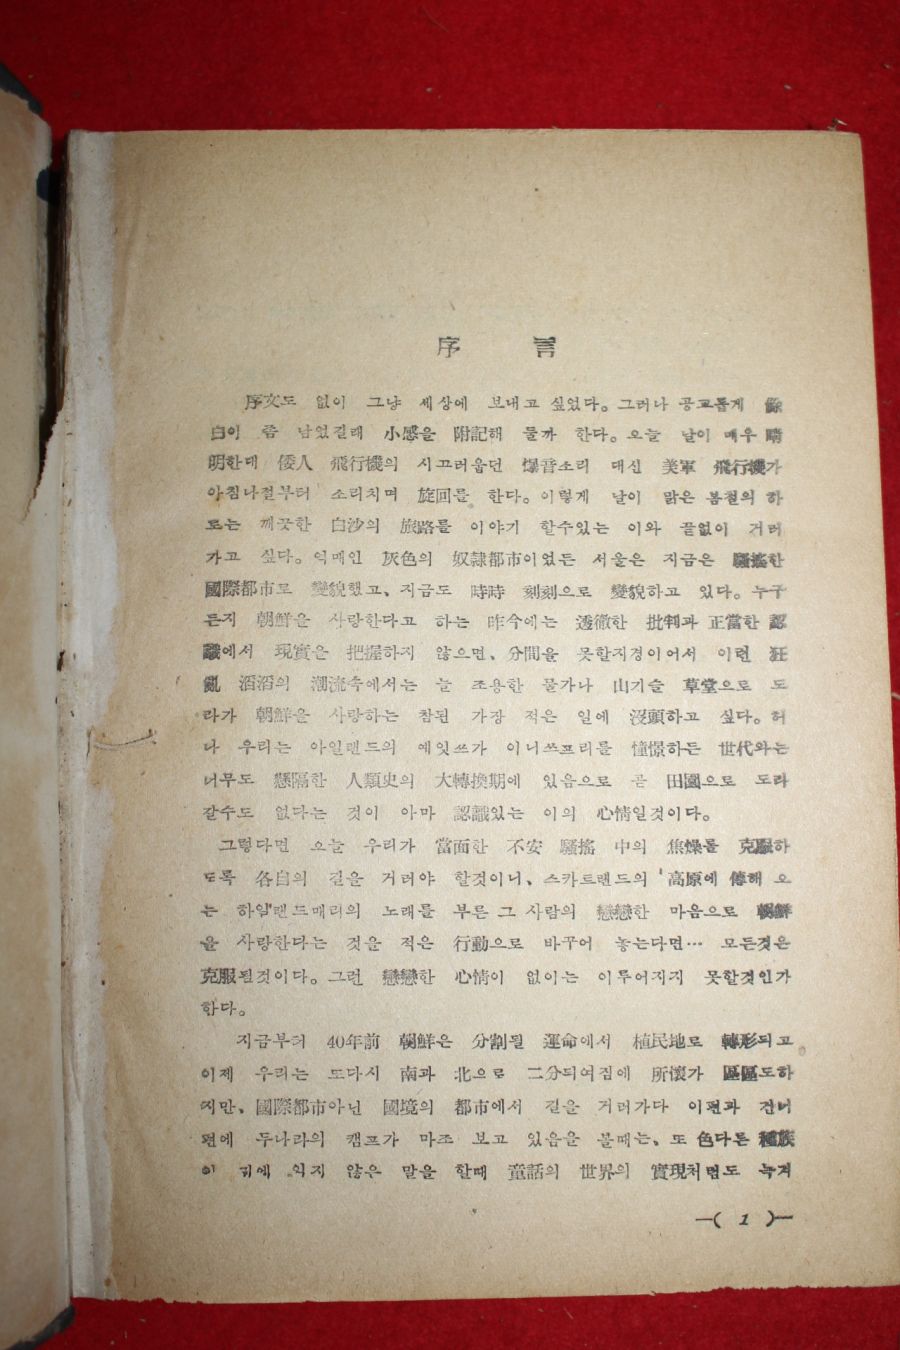 序 言
序文도 없이 그냥 세상에 보내고 싶었다。그러나 공교롭게 餘
白이 좀 남었길래 小感을 附記해 둘까 한다。오늘 날이 매우 晴
明한대 倭人 飛行機의 시끄러웁던 爆音소리 대신 美軍 飛行機가
아침나절부터 소리치며 旋回를 한다。이렇게 날이 맑은 봄철의 하
로는 깨끗한 白沙의 旅路를 이야기 할수있는 이와 끝없이 거러
가고 싶다。억매인 灰色의 奴隷都市이었든 서울은 지금은 騷搖한
國際都市로 變貌했고、지금도 時時 刻刻으로 變貌하고 있다。누구
든지 朝鮮을 사랑한다고 하는 昨今에는 透徹한 批判과 正當한 認
識에서 現實을 把握하지 않으면、分間을 못할지경이어서 이런 狂
亂 滔滔의 潮流속에서는 늘 조용한 물가나 山기슬 草堂으로 도
라가 朝鮮을 사랑하는 참된 가장 적은 일에 沒頭하고 싶다。허
나 우리는 아일랜드의 예잇쓰가 이니쓰프리를 憧憬하든 世代와는
너무도 懸隔한 人類史의 大轉換期에 있음으로 곧 田園으로 도라
갈수도 없다는 것이 아마 認識있는 이의 心情일것이다。
그렇다면 오늘 우리가 當面한 不安 騷搖 中의 焦燥를 克服하
도록 各自의 길을 거러야 할것이니、스카트랜드의 高原에 傳해 오
는 하일랜드매리의 노래를 부른 그 사람의 戀戀한 마음으로 朝鮮
을 사랑한다는 것을 적은 行動으로 바꾸어 놓는다면… 모든것은
克服될것이다。그런 戀戀한 心情이 없이는 이루어지지 못할것인가
한다。
지금부터 40年前 朝鮮은 分割될 運命에서 植民地로 轉形되고
이제 우리는 또다시 南과 北으로 二分되여짐에 所懷가 區區도하
지만、國際都市아닌 國境의 都市에서 길을 거러가다 이편과 건너
편에 두나라의 캠프가 마조 보고 있음을 볼때는、또 色다른 種族
이 귀에 익지 않은 말을 할때 童話의 世界의 實現처럼도 늑겨
—( 1 )—